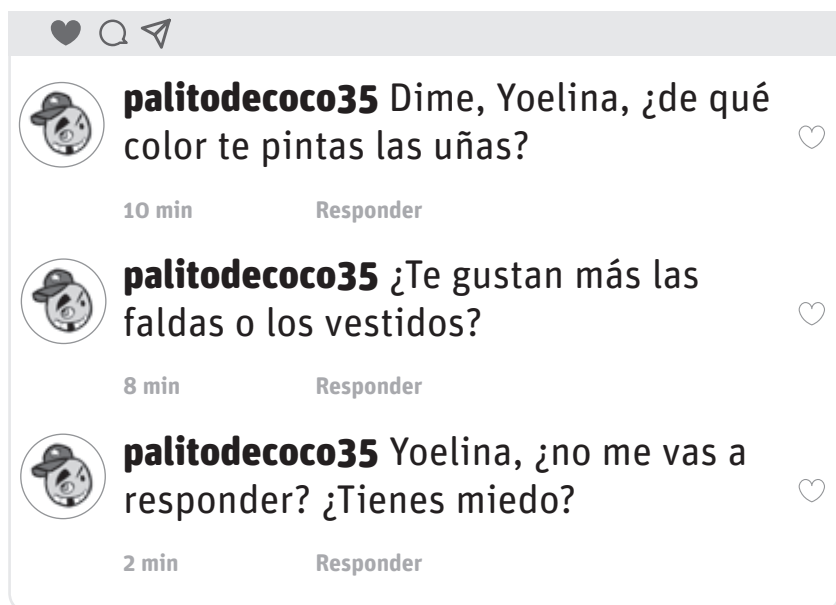 palitodecoco35 Dime, Yoelina, ¿de qué
color te pintas las uñas?
10 min Responder
palitodecoco35 ¿Te gustan más las
faldas o los vestidos?
8 min Responder
palitodecoco35 Yoelina, ¿no me vas a
responder? ¿Tienes miedo?
2 min Responder